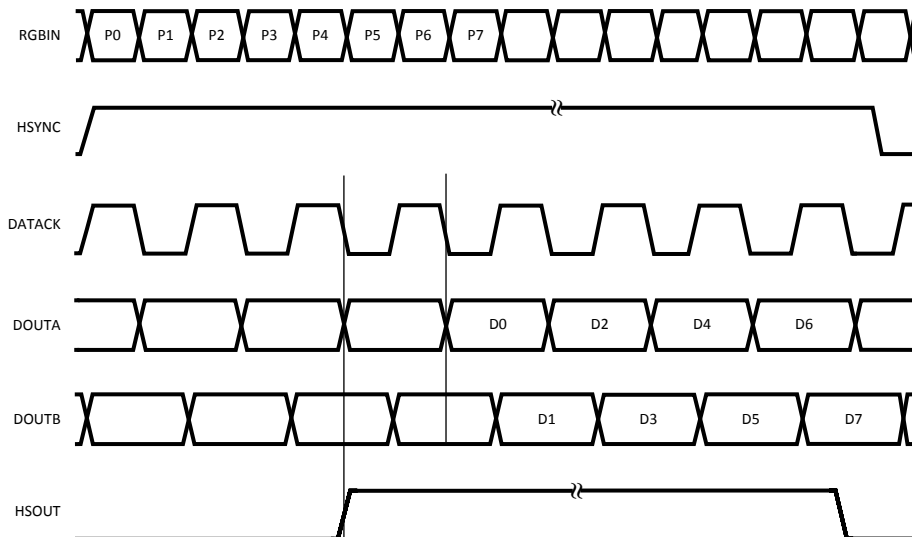 RGBIN P0 P1 P2 P3 P4 P5 P6 P7
HSYNC
DATACK
DOUTA D0 D2 D4 D6
DOUTB D1 D3 D5 D7
HSOUT